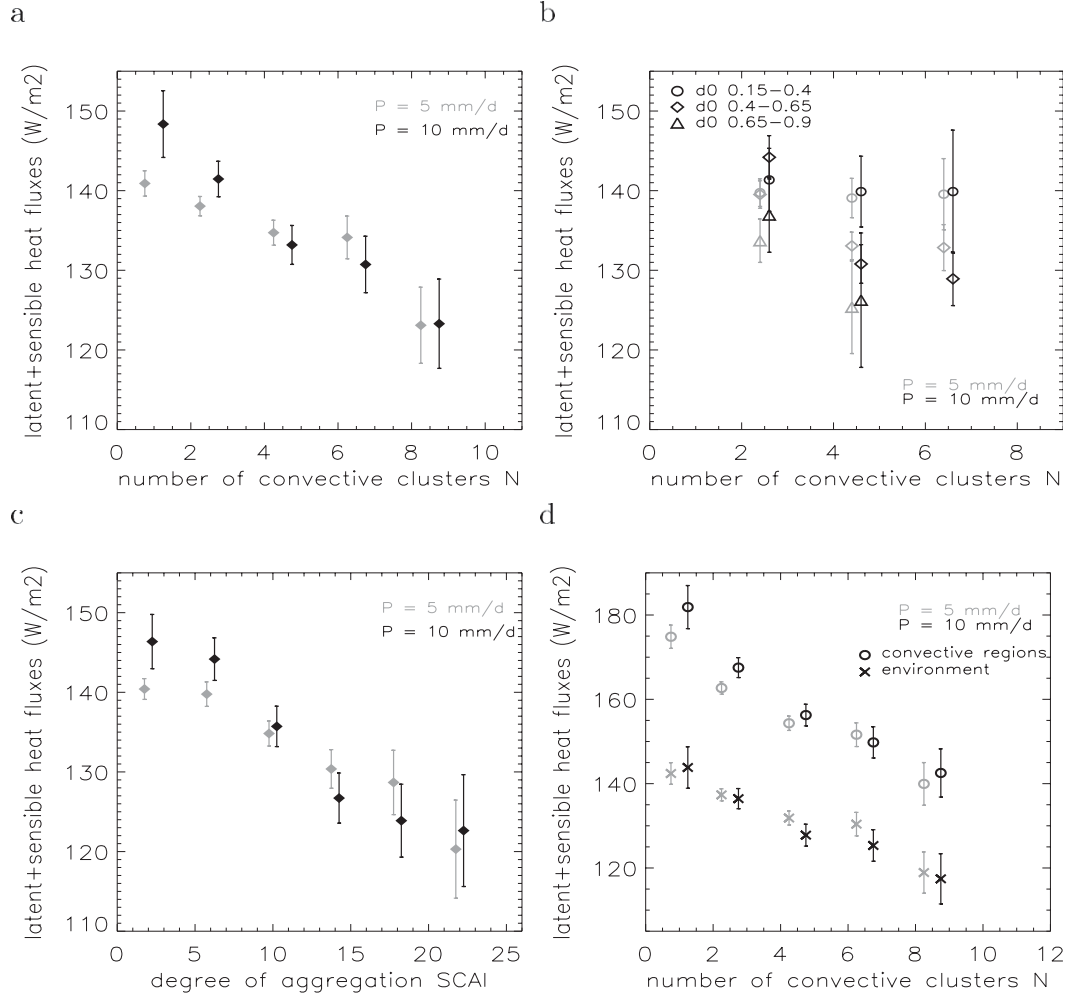 a
latent+sensible heat fluxes (W/m2)
150
140
130
120
110
P = 5 mm/d
P = 10 mm/d
0 2 4 6 8 10
number of convective clusters N
b
latent+sensible heat fluxes (W/m2)
150
140
130
120
110
d0 0.15−0.4
d0 0.4−0.65
d0 0.65−0.9
P = 5 mm/d
P = 10 mm/d
0 2 4 6 8
number of convective clusters N
c
latent+sensible heat fluxes (W/m2)
150
140
130
120
110
P = 5 mm/d
P = 10 mm/d
0 5 10 15 20 25
degree of aggregation SCAI
d
latent+sensible heat fluxes (W/m2)
180
160
140
120
P = 5 mm/d
P = 10 mm/d
convective regions
environment
0 2 4 6 8 10 12
number of convective clusters N